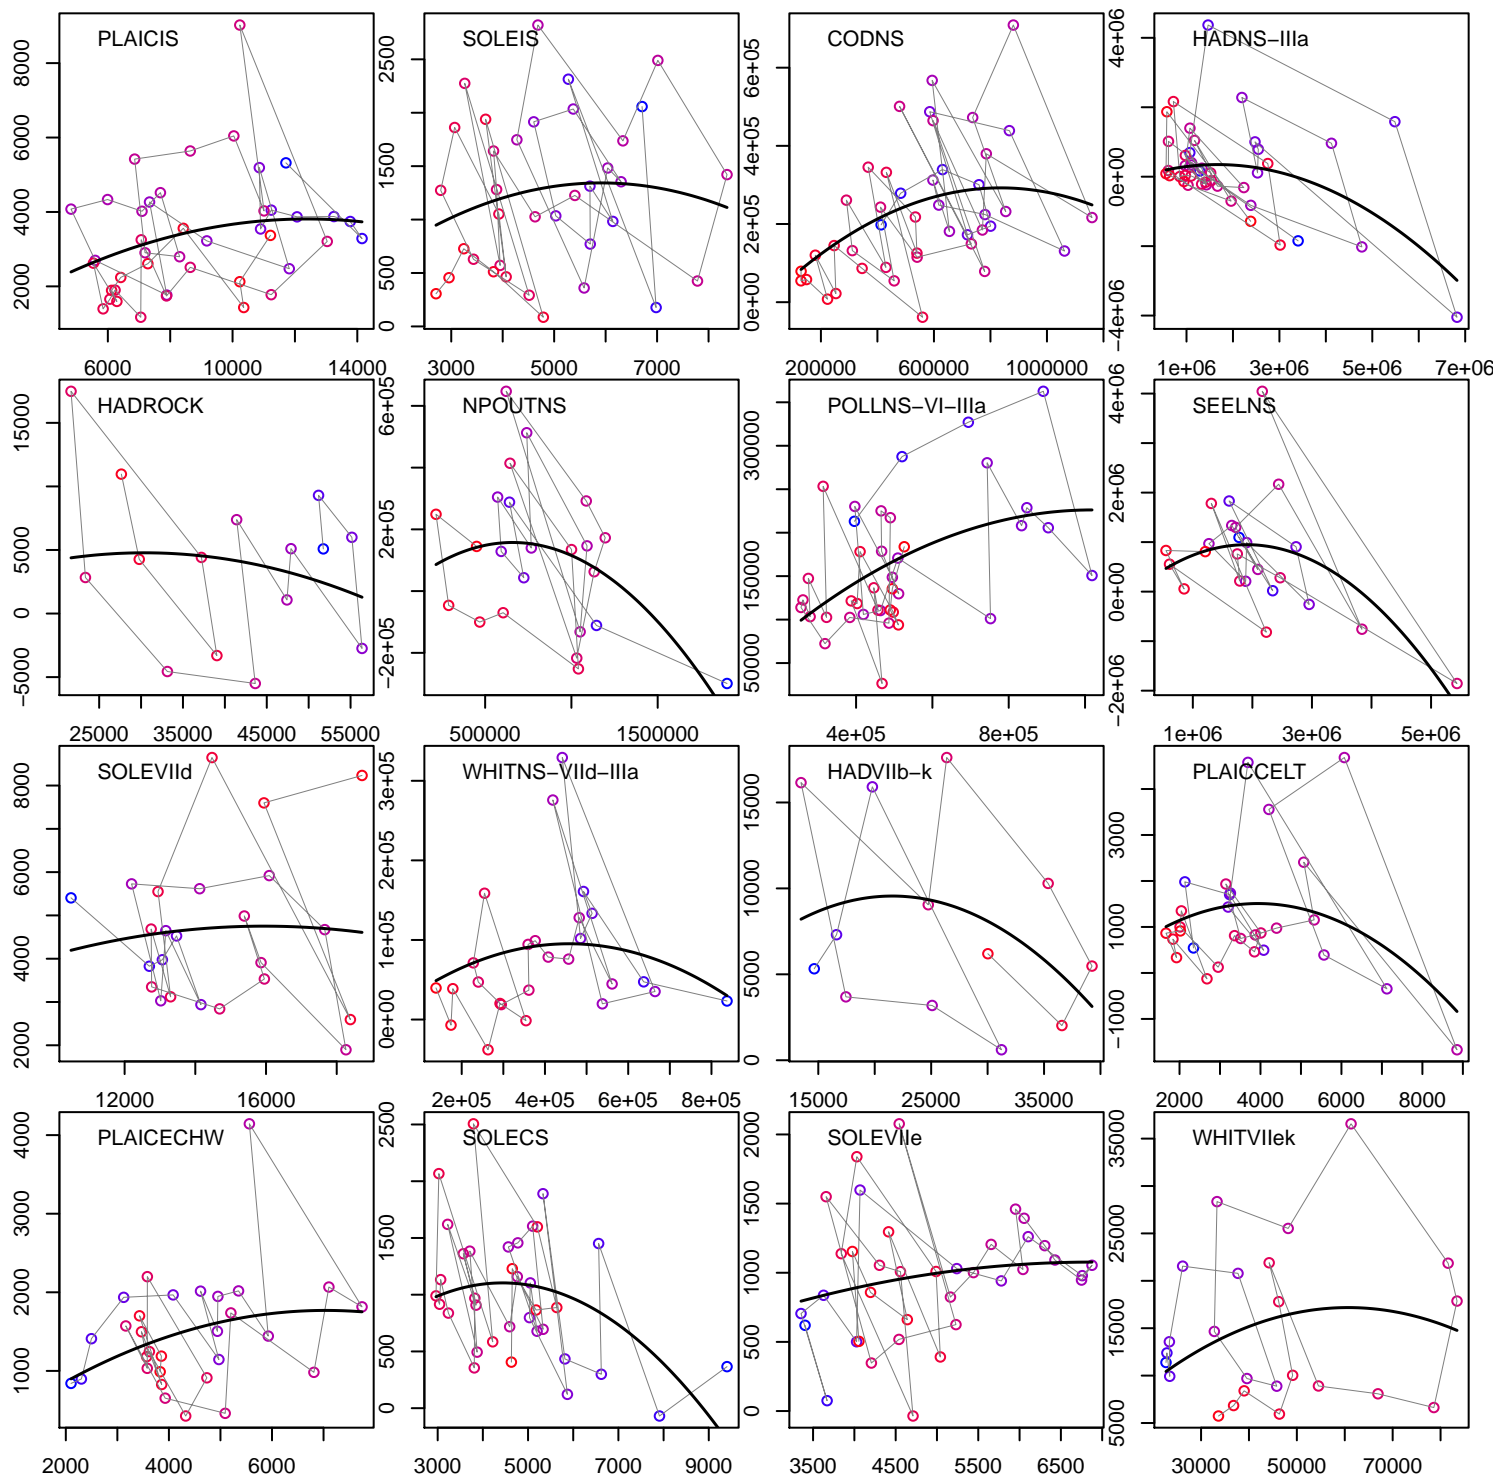 PLAICIS SOLEIS CODNS HADNS−IIIa
2000 4000 6000 8000
0 500 1500 2500
0e+00 2e+05 4e+05 6e+05
−4e+06 0e+00 4e+06
6000 10000 14000 3000 5000 7000 200000 600000 1000000 1e+06 3e+06 5e+06 7e+06
HADROCK NPOUTNS POLLNS−VI−IIIa SEELNS
−5000 0 5000 15000
−2e+05 2e+05 6e+05
50000 150000 300000
−2e+06 0e+00 2e+06 4e+06
25000 35000 45000 55000 500000 1500000 4e+05 8e+05 1e+06 3e+06 5e+06
SOLEVIId WHITNS−VIId−IIIa HADVIIb−k PLAICCELT
2000 4000 6000 8000
0e+00 1e+05 2e+05 3e+05
0 5000 10000 15000
−1000 1000 3000
12000 16000 2e+05 4e+05 6e+05 8e+05 15000 25000 35000 2000 4000 6000 8000
PLAICECHW SOLECS SOLEVIIe WHITVIIek
1000 2000 3000 4000
0 500 1500 2500
0 500 1000 1500 2000
5000 15000 25000 35000
2000 4000 6000 3000 5000 7000 9000 3500 4500 5500 6500 30000 50000 70000